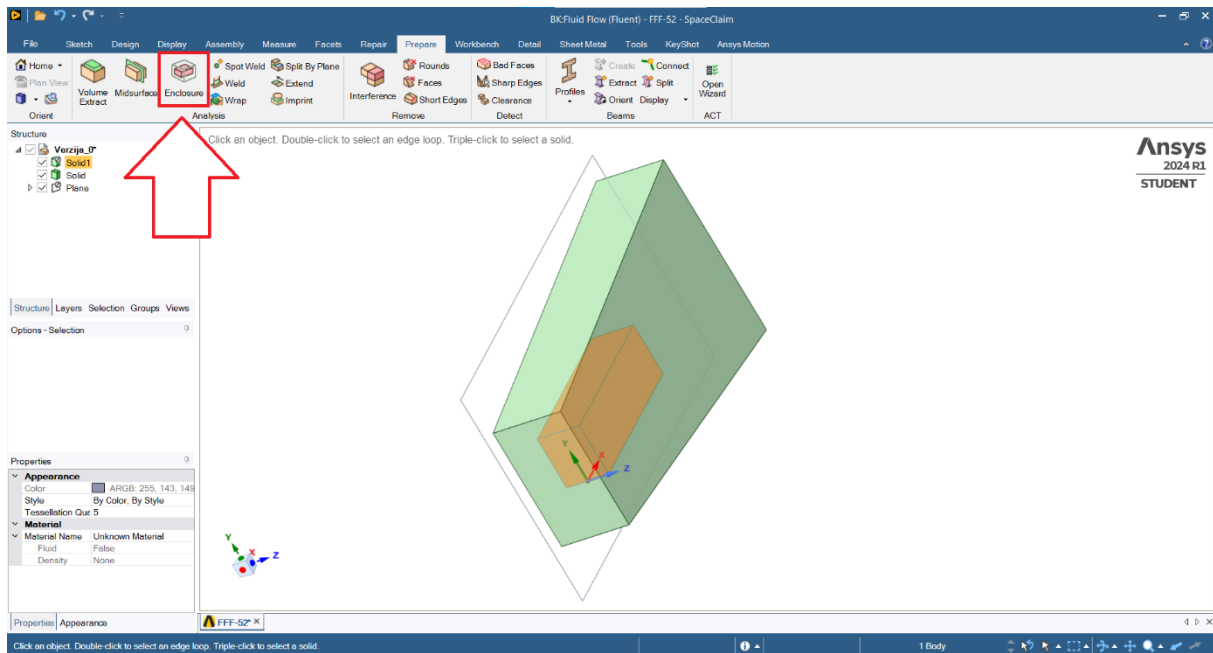 BK:Fluid Flow (Fluent) - FFF-52 - SpaceClaim
File Sketch Design Display Assembly Measure Facets Repair Prepare Workbench Detail Sheet Metal Tools KeyShot Ansys Motion
Home
Plan View
Orient
Volume Extract
Midsurface
Enclosure
Spot Weld Split By Plane
Weld Extend
Wrap Imprint
Analysis
Interference
Rounds
Faces
Short Edges
Remove
Bad Faces
Sharp Edges
Clearance
Detect
Profiles
Create Connect
Extract Split
Orient Display
Beams
Open Wizard
ACT
Structure
Verzija_0*
Solid1
Solid
Plane
Structure Layers Selection Groups Views
Options - Selection
Properties
Appearance
Color ARGB: 255, 143, 149
Style By Color, By Style
Tessellation Qua 5
Material
Material Name Unknown Material
Fluid False
Density None
Properties Appearance
Click an object. Double-click to select an edge loop. Triple-click to select a solid.
Ansys
2024 R1
STUDENT
Y
X
Z
Y
X
Z
FFF-52*
Click an object. Double-click to select an edge loop. Triple-click to select a solid.
1 Body